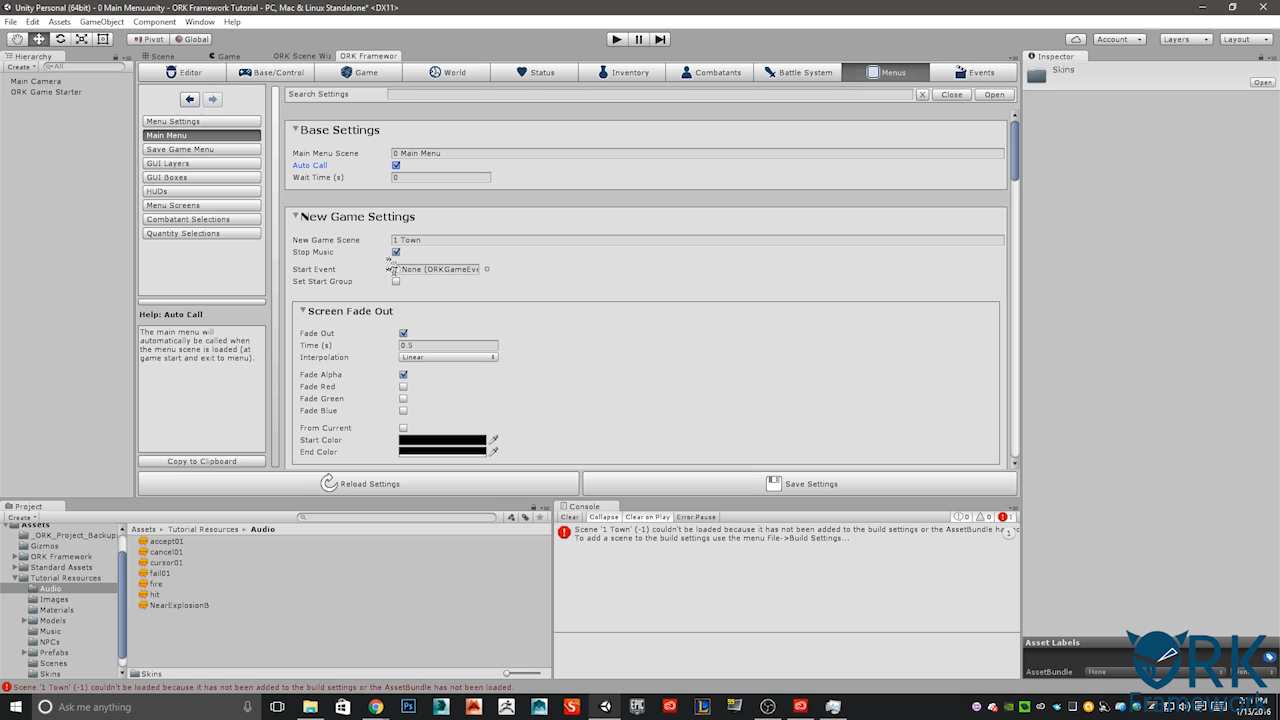 Unity Personal (64bit) - 0 Main Menu.unity - ORK Framework Tutorial - PC, Mac & Linux Standalone* <DX11>
File Edit Assets GameObject Component Window Help
Pivot Global Account Layers Layout
Hierarchy
Create All
Main Camera
ORK Game Starter
Scene Game ORK Scene Wiz ORK Framewor
Editor Base/Control Game World Status Inventory Combatants Battle System Menus Events
Menu Settings
Main Menu
Save Game Menu
GUI Layers
GUI Boxes
HUDs
Menu Screens
Combatant Selections
Quantity Selections
Help: Auto Call
The main menu will
automatically be called when
the menu scene is loaded (at
game start and exit to menu).
Copy to Clipboard
Search Settings X Close Open
Base Settings
Main Menu Scene 0 Main Menu
Auto Call
Wait Time (s) 0
New Game Settings
New Game Scene 1 Town
Stop Music
Start Event None (ORKGameEve
Set Start Group
Screen Fade Out
Fade Out
Time (s) 0.5
Interpolation Linear
Fade Alpha
Fade Red
Fade Green
Fade Blue
From Current
Start Color
End Color
Reload Settings Save Settings
Inspector
Skins
Open
Project
Create
Assets
_ORK_Project_Backup
Gizmos
ORK Framework
Standard Assets
Tutorial Resources
Audio
Images
Materials
Models
Music
NPCs
Prefabs
Scenes
Skins
Assets Tutorial Resources Audio
accept01
cancel01
cursor01
fail01
fire
hit
NearExplosionB
Skins
Console
Clear Collapse Clear on Play Error Pause 0 0 1
Scene '1 Town' (-1) couldn't be loaded because it has not been added to the build settings or the AssetBundle has
To add a scene to the build settings use the menu File->Build Settings...
1
Asset Labels
AssetBundle None
ORK
Framework
Scene '1 Town' (-1) couldn't be loaded because it has not been added to the build settings or the AssetBundle has not been loaded.
Ask me anything